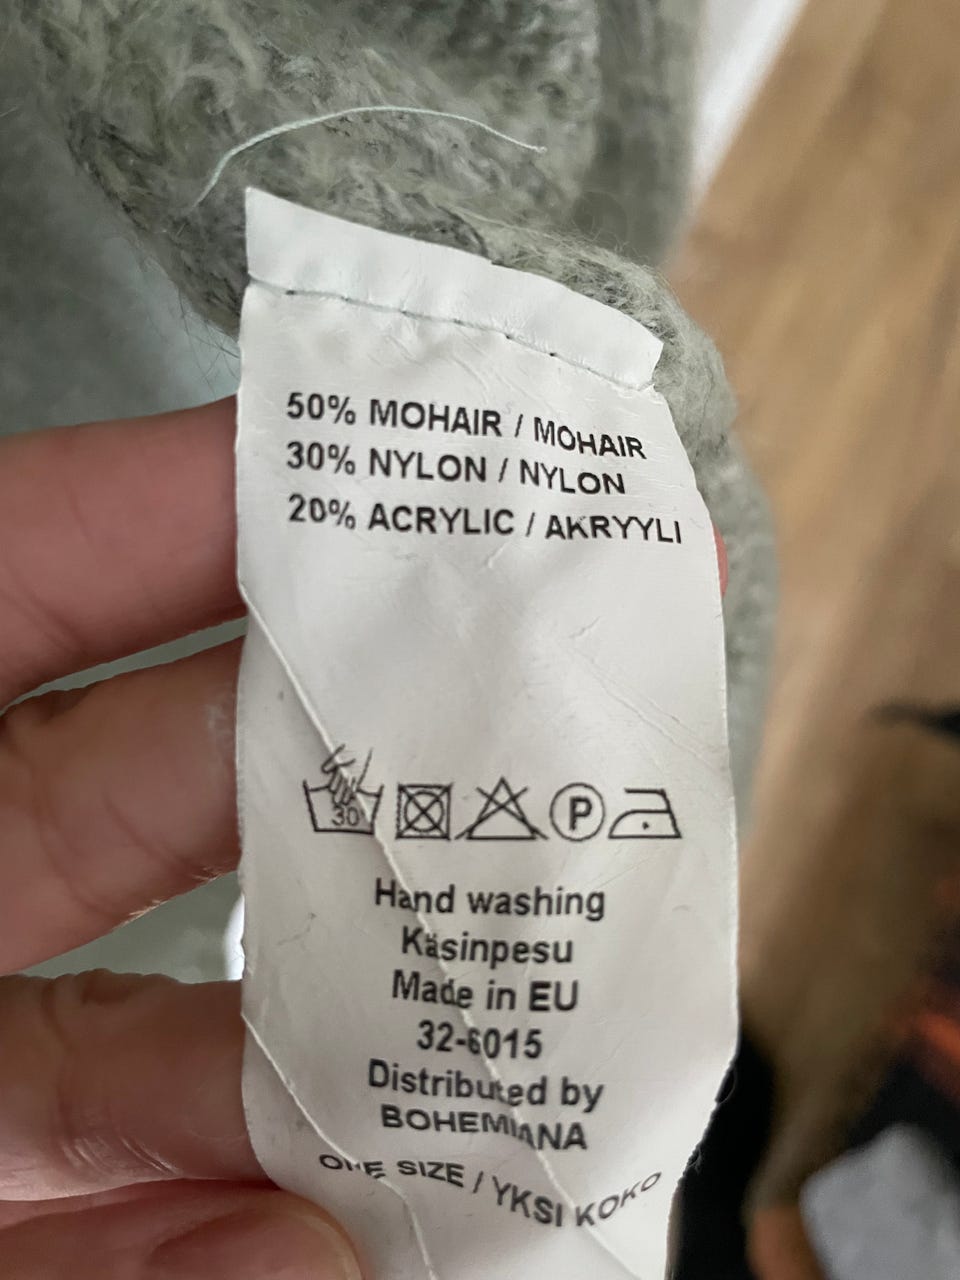 50% MOHAIR / MOHAIR
30% NYLON / NYLON
20% ACRYLIC / AKRYYLI
30 P
Hand washing
Käsinpesu
Made in EU
32-6015
Distributed by
BOHEMIANA
ONE SIZE / YKSI KOKO